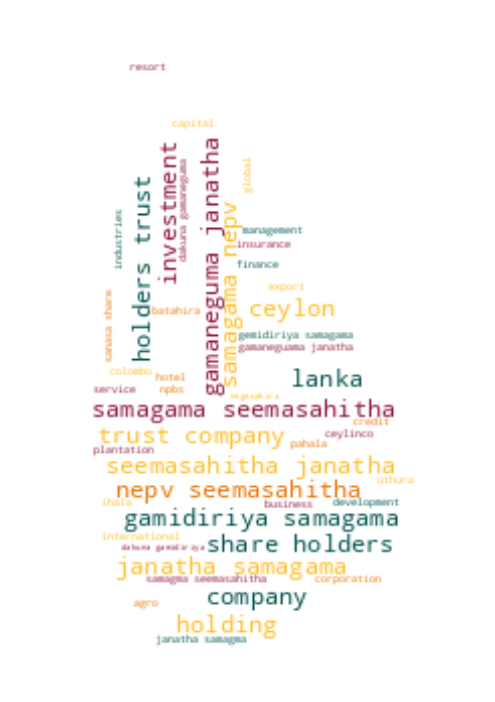 resort
capital
global
investment
gamaneguma janatha
dakuna gamaneguma
holders trust
samagama nepv
industries
management
insurance
finance
export
sanasa share
batahira
ceylon
gemidiriya samagama
gamaneguama janatha
colombo
hotel
lanka
service
npbs
negenahira
samagama seemasahitha
credit
trust company
ceylinco
pahala
plantation
seemasahitha janatha
uthura
nepv seemasahitha
ihala
business
development
gamidiriya samagama
international
dakuna gamidiriya
share holders
janatha samagama
samagma seemasahitha
corporation
company
agro
holding
janatha samagma